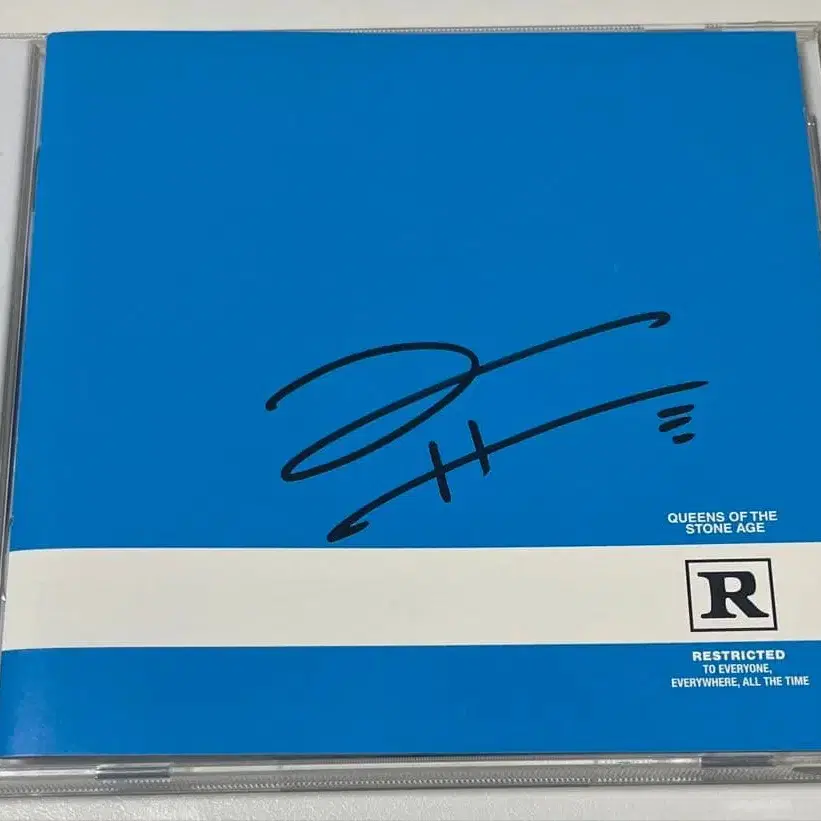 QUEENS OF THE
STONE AGE
R
RESTRICTED
TO EVERYONE,
EVERYWHERE, ALL THE TIME